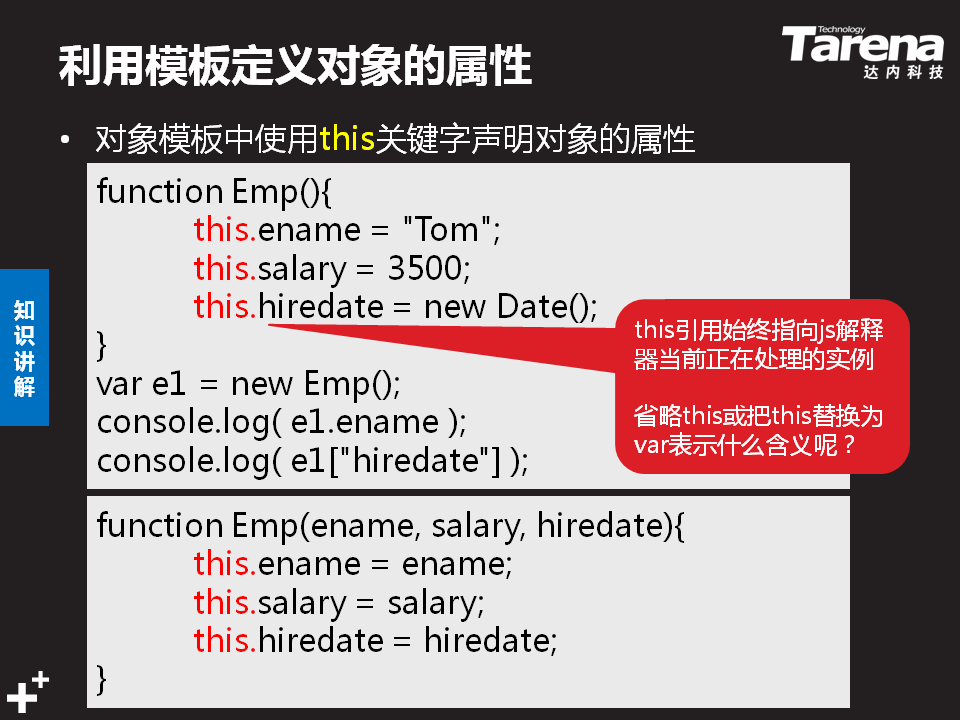 利用模板定义对象的属性
Technology
Tarena
达内科技
• 对象模板中使用this关键字声明对象的属性
function Emp(){
this.ename = "Tom";
this.salary = 3500;
this.hiredate = new Date();
}
var e1 = new Emp();
console.log( e1.ename );
console.log( e1["hiredate"] );
this引用始终指向js解释
器当前正在处理的实例
省略this或把this替换为
var表示什么含义呢？
知
识
讲
解
function Emp(ename, salary, hiredate){
this.ename = ename;
this.salary = salary;
this.hiredate = hiredate;
}